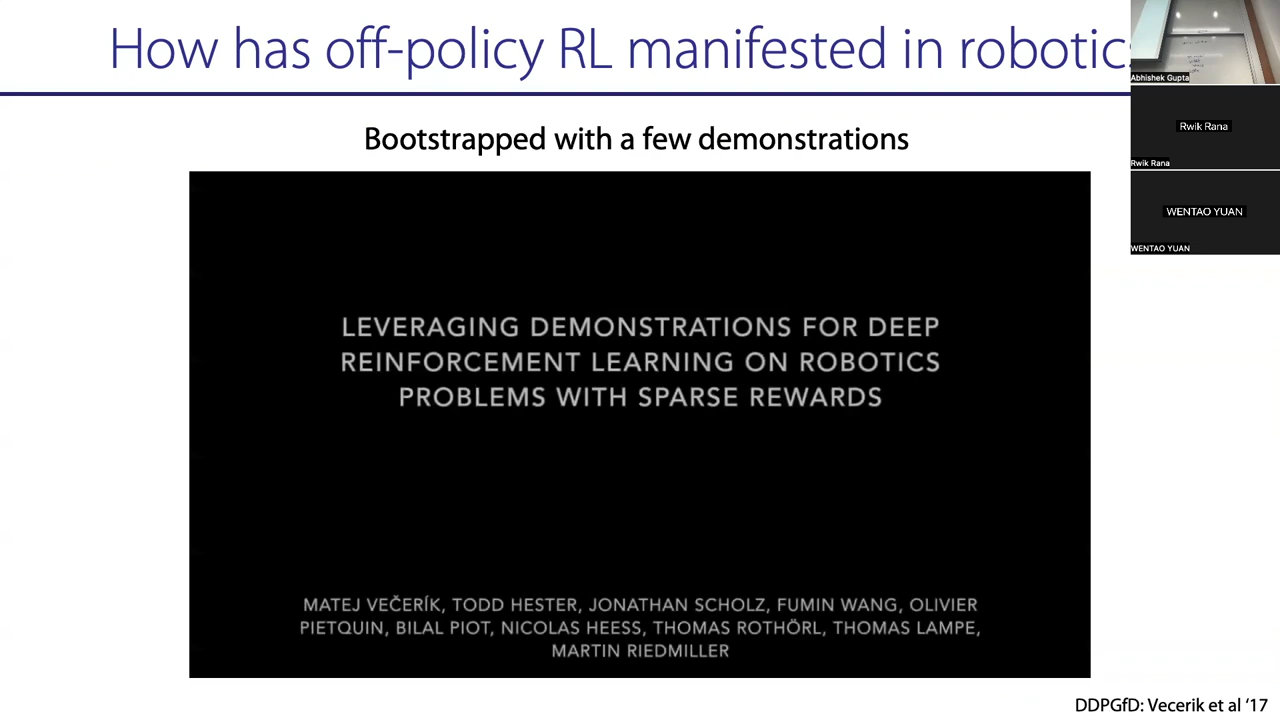 How has off-policy RL manifested in robotics
Bootstrapped with a few demonstrations
LEVERAGING DEMONSTRATIONS FOR DEEP
REINFORCEMENT LEARNING ON ROBOTICS
PROBLEMS WITH SPARSE REWARDS
MATEJ VEČERÍK, TODD HESTER, JONATHAN SCHOLZ, FUMIN WANG, OLIVIER
PIETQUIN, BILAL PIOT, NICOLAS HEESS, THOMAS ROTHÖRL, THOMAS LAMPE,
MARTIN RIEDMILLER
DDPGfD: Vecerik et al ‘17
Abhishek Gupta
Rwik Rana
Rwik Rana
WENTAO YUAN
WENTAO YUAN